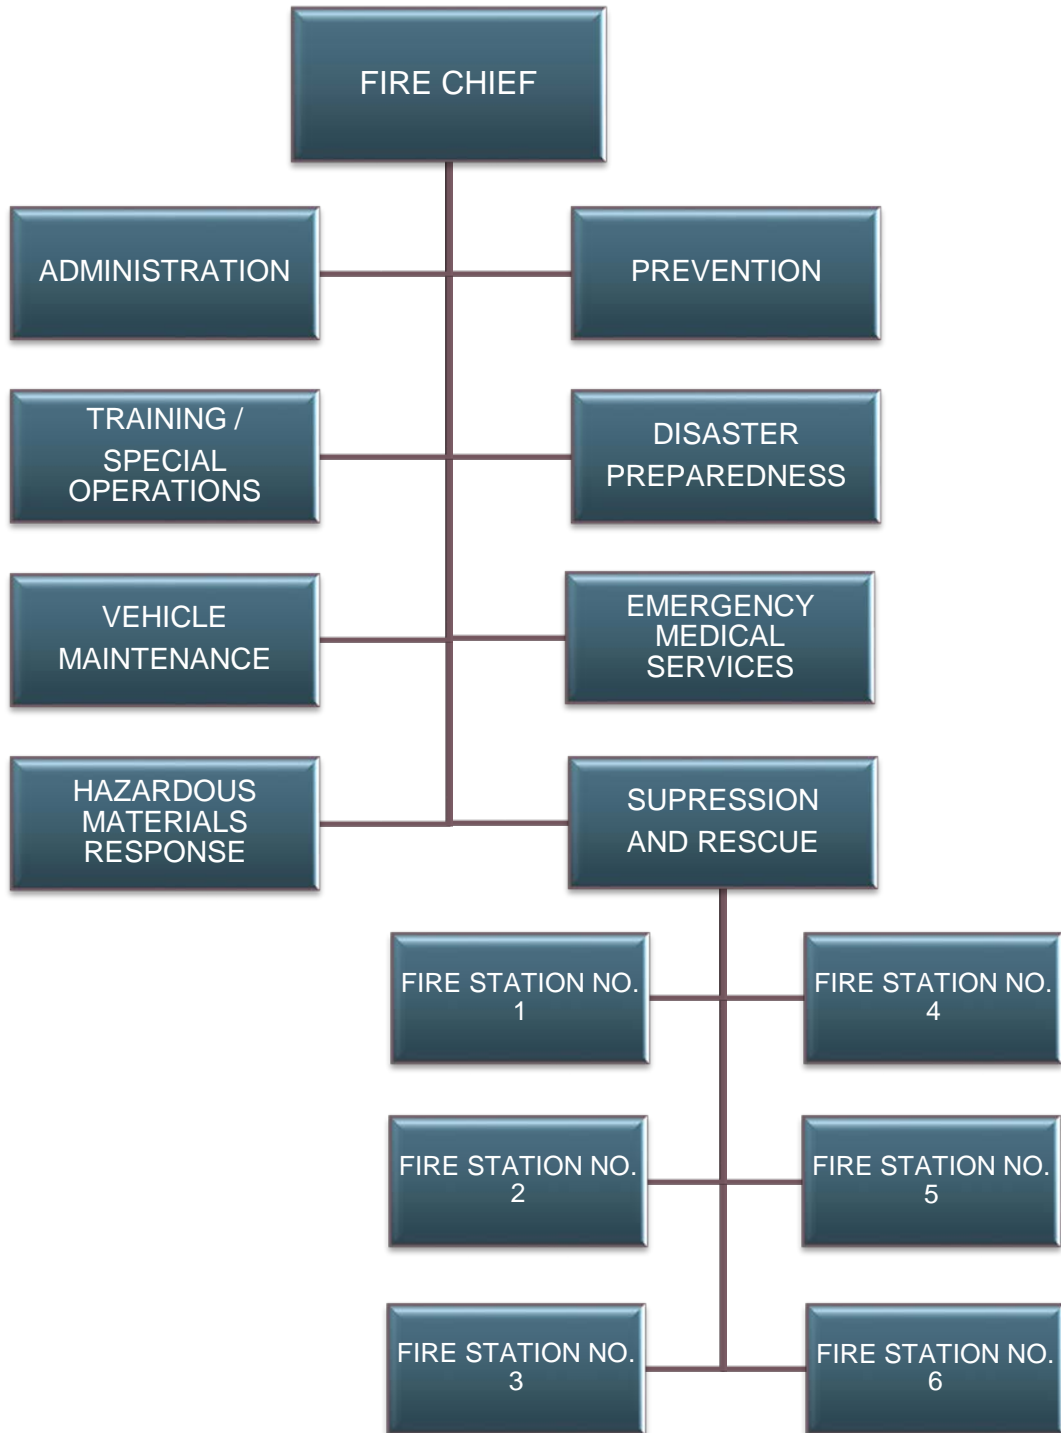 FIRE CHIEF
ADMINISTRATION
PREVENTION
TRAINING /
SPECIAL
OPERATIONS
DISASTER
PREPAREDNESS
VEHICLE
MAINTENANCE
EMERGENCY
MEDICAL
SERVICES
HAZARDOUS
MATERIALS
RESPONSE
SUPRESSION
AND RESCUE
FIRE STATION NO.
1
FIRE STATION NO.
4
FIRE STATION NO.
2
FIRE STATION NO.
5
FIRE STATION NO.
3
FIRE STATION NO.
6